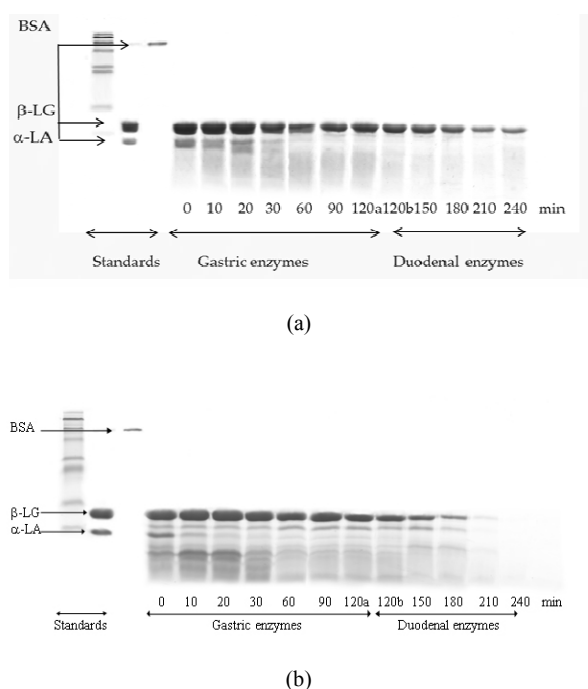 BSA
β-LG
α-LA
0 10 20 30 60 90 120a 120b 150 180 210 240 min
Standards Gastric enzymes Duodenal enzymes
(a)
BSA
β-LG
α-LA
0 10 20 30 60 90 120a 120b 150 180 210 240 min
Standards Gastric enzymes Duodenal enzymes
(b)